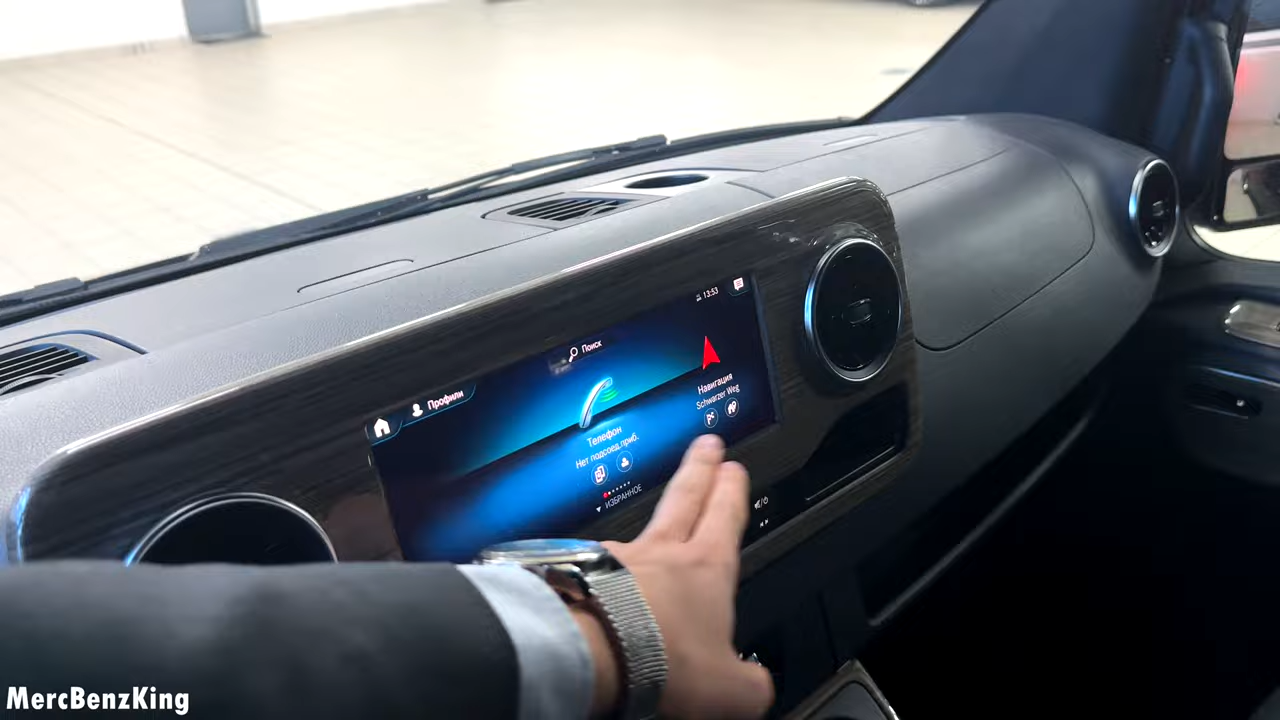 13:53
Поиск
Профили
Навигация
Schwarzer Weg
Телефон
Нет подсоед.приб.
ИЗБРАННОЕ
MercBenzKing